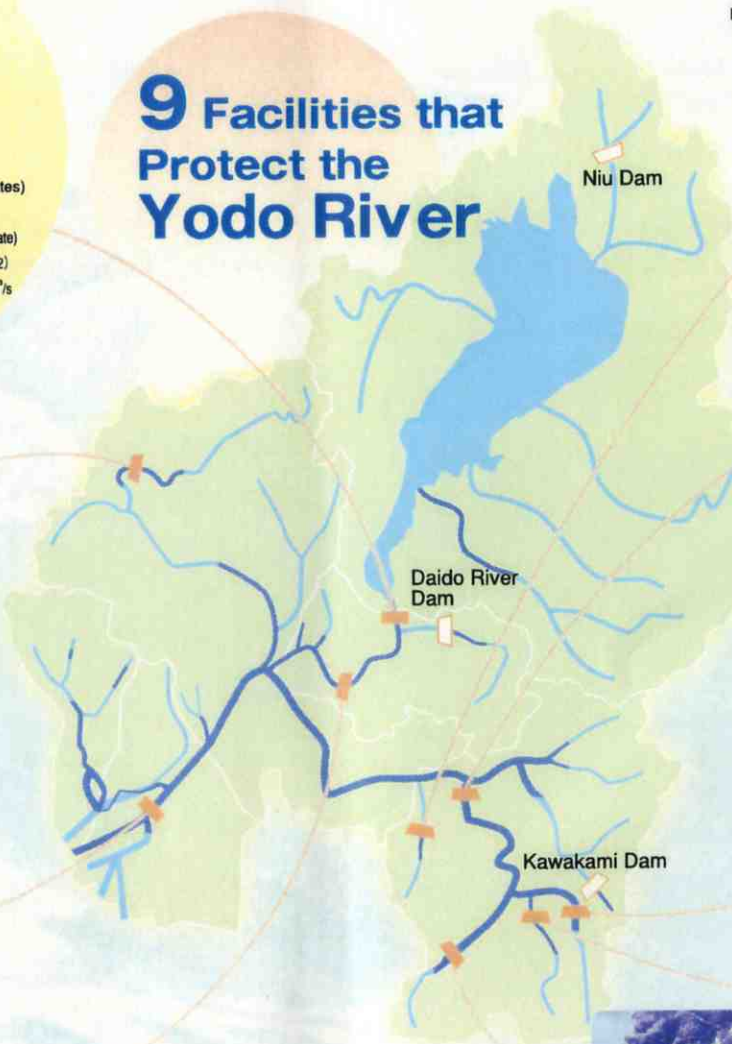 9 Facilities that
Protect the
Yodo River
Niu Dam
Daido River
Dam
Kawakami Dam